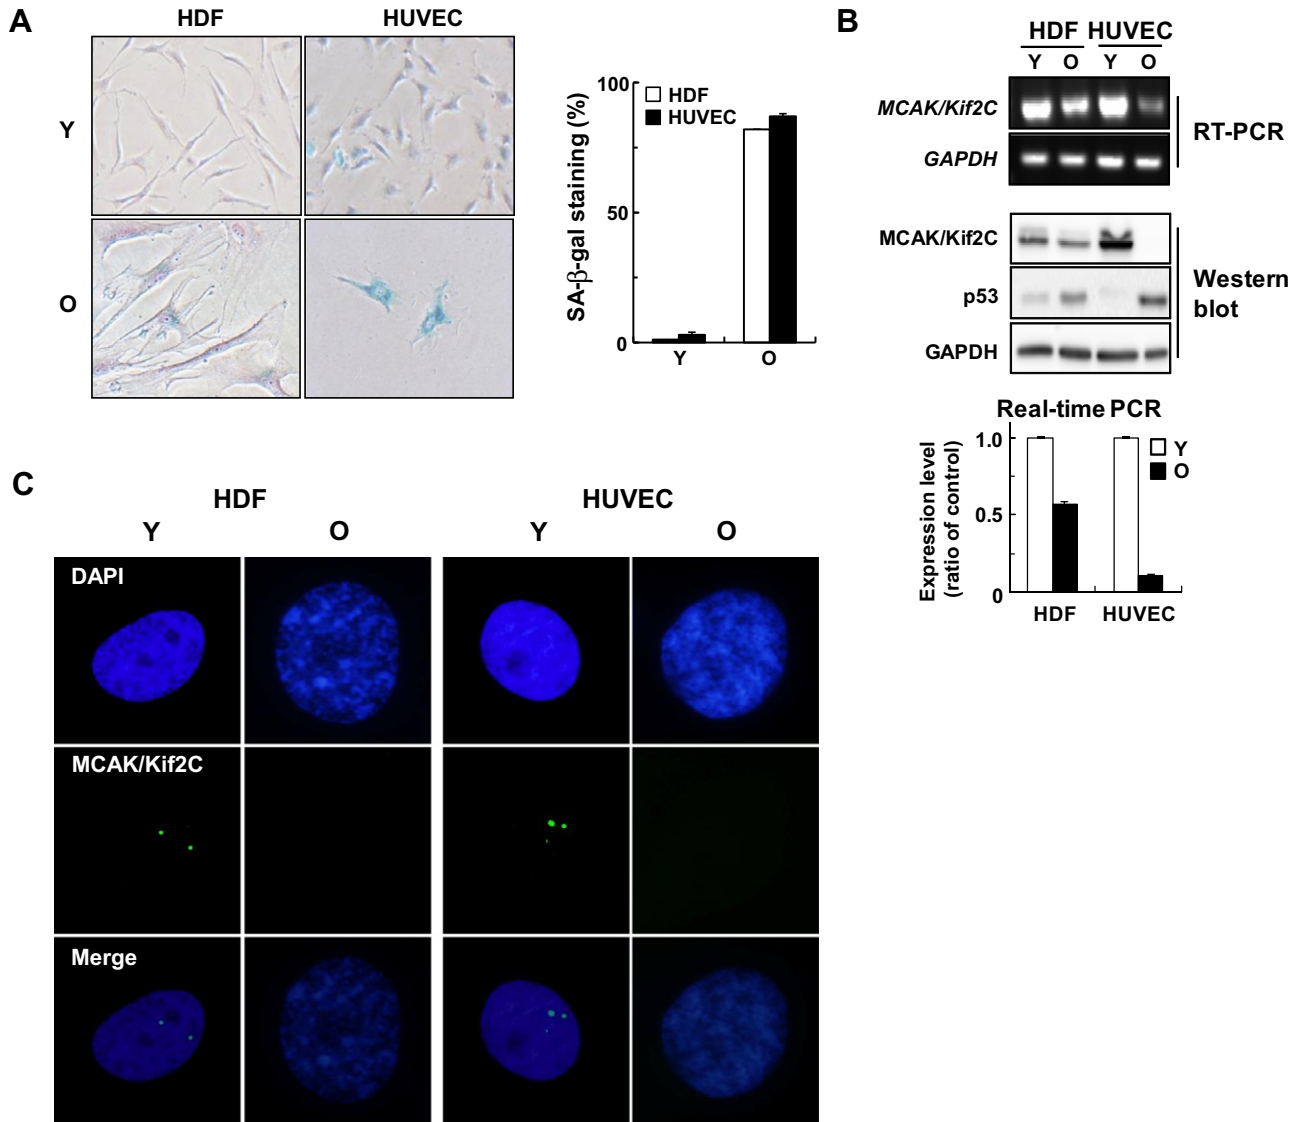 A
HDF
HUVEC
Y
O
SA-β-gal staining (%)
100
50
0
HDF
HUVEC
Y
O
B
HDF HUVEC
Y O Y O
MCAK/Kif2C
GAPDH
RT-PCR
MCAK/Kif2C
p53
GAPDH
Western
blot
Real-time PCR
Expression level
(ratio of control)
1.0
0.5
0
Y
O
HDF
HUVEC
C
HDF
HUVEC
Y
O
Y
O
DAPI
MCAK/Kif2C
Merge